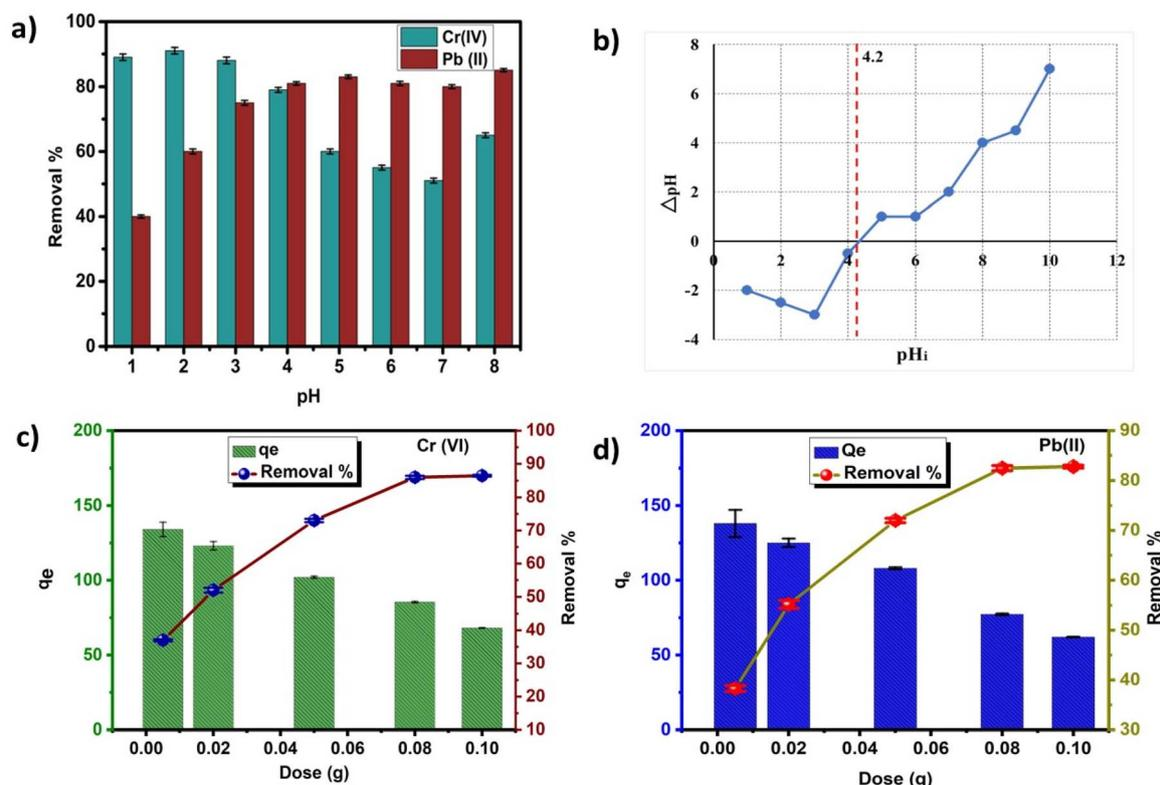 a)
100
80
60
40
20
0
Removal %
Cr(IV)
Pb (II)
1 2 3 4 5 6 7 8
pH
b)
8
6
4
2
0
-2
-4
△pH
4.2
0 2 4 6 8 10 12
pHi
c)
200
150
100
50
0
qe
qe
Removal %
Cr (VI)
100
90
80
70
60
50
40
30
20
10
Removal %
0.00 0.02 0.04 0.06 0.08 0.10
Dose (g)
d)
200
150
100
50
0
qe
Qe
Removal %
Pb(II)
90
80
70
60
50
40
30
Removal %
0.00 0.02 0.04 0.06 0.08 0.10
Dose (g)